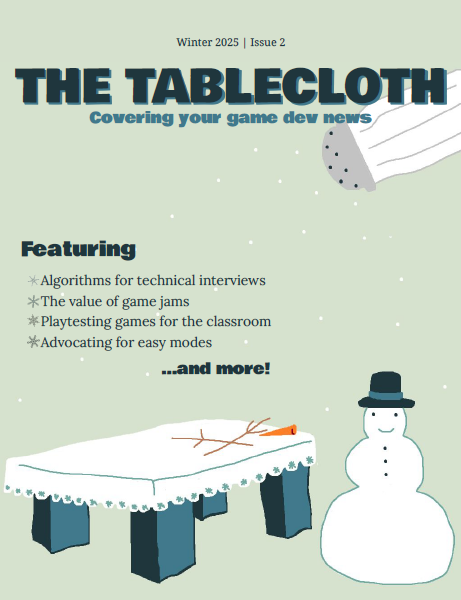 Winter 2025 | Issue 2
THE TABLECLOTH
Covering your game dev news
Featuring
Algorithms for technical interviews
The value of game jams
Playtesting games for the classroom
Advocating for easy modes
...and more!